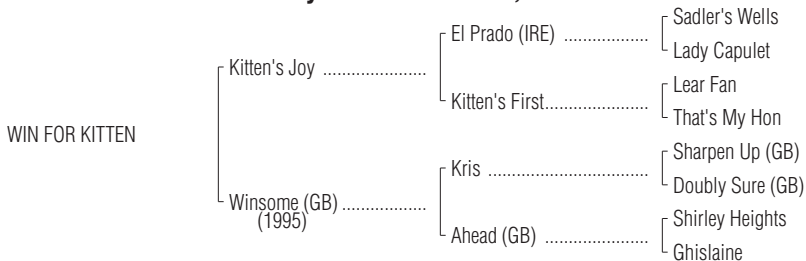 El Prado (IRE) ..................
Sadler's Wells
Lady Capulet
Kitten's Joy ......................
Kitten's First......................
Lear Fan
That's My Hon
WIN FOR KITTEN
Winsome (GB) ..................
(1995)
Kris ..................................
Sharpen Up (GB)
Doubly Sure (GB)
Ahead (GB) ......................
Shirley Heights
Ghislaine